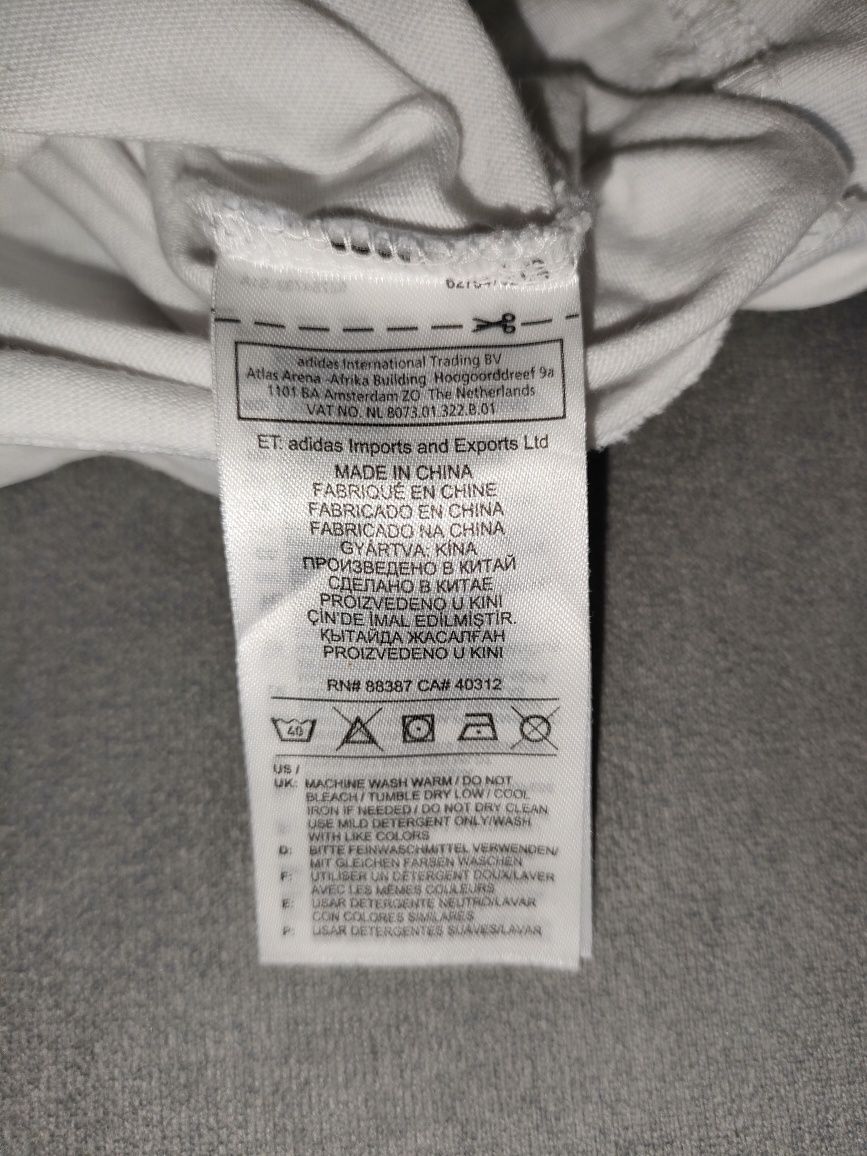 adidas International Trading BV
Atlas Arena -Afrika Building Hoogoorddreef 9a
1101 BA Amsterdam ZO The Netherlands
VAT NO. NL 8073.01.322.B.01
ET: adidas Imports and Exports Ltd
MADE IN CHINA
FABRIQUÉ EN CHINE
FABRICADO EN CHINA
FABRICADO NA CHINA
GYÁRTVA: KÍNA
ПРОИЗВЕДЕНО В КИТАЙ
СДЕЛАНО В КИТАЕ
PROIZVEDENO U KINI
ÇİN'DE İMAL EDİLMİŞTİR.
ҚЫТАЙДА ЖАСАЛҒАН
PROIZVEDENO U KINI
RN# 88387 CA# 40312
40
US /
UK: MACHINE WASH WARM / DO NOT
BLEACH / TUMBLE DRY LOW / COOL
IRON IF NEEDED / DO NOT DRY CLEAN
USE MILD DETERGENT ONLY/WASH
WITH LIKE COLORS
D: BITTE FEINWASCHMITTEL VERWENDEN/
MIT GLEICHEN FARBEN WASCHEN
F: UTILISER UN DÉTERGENT DOUX/LAVER
AVEC LES MÊMES COULEURS
E: USAR DETERGENTE NEUTRO/LAVAR
CON COLORES SIMILARES
P: USAR DETERGENTES SUAVES/LAVAR